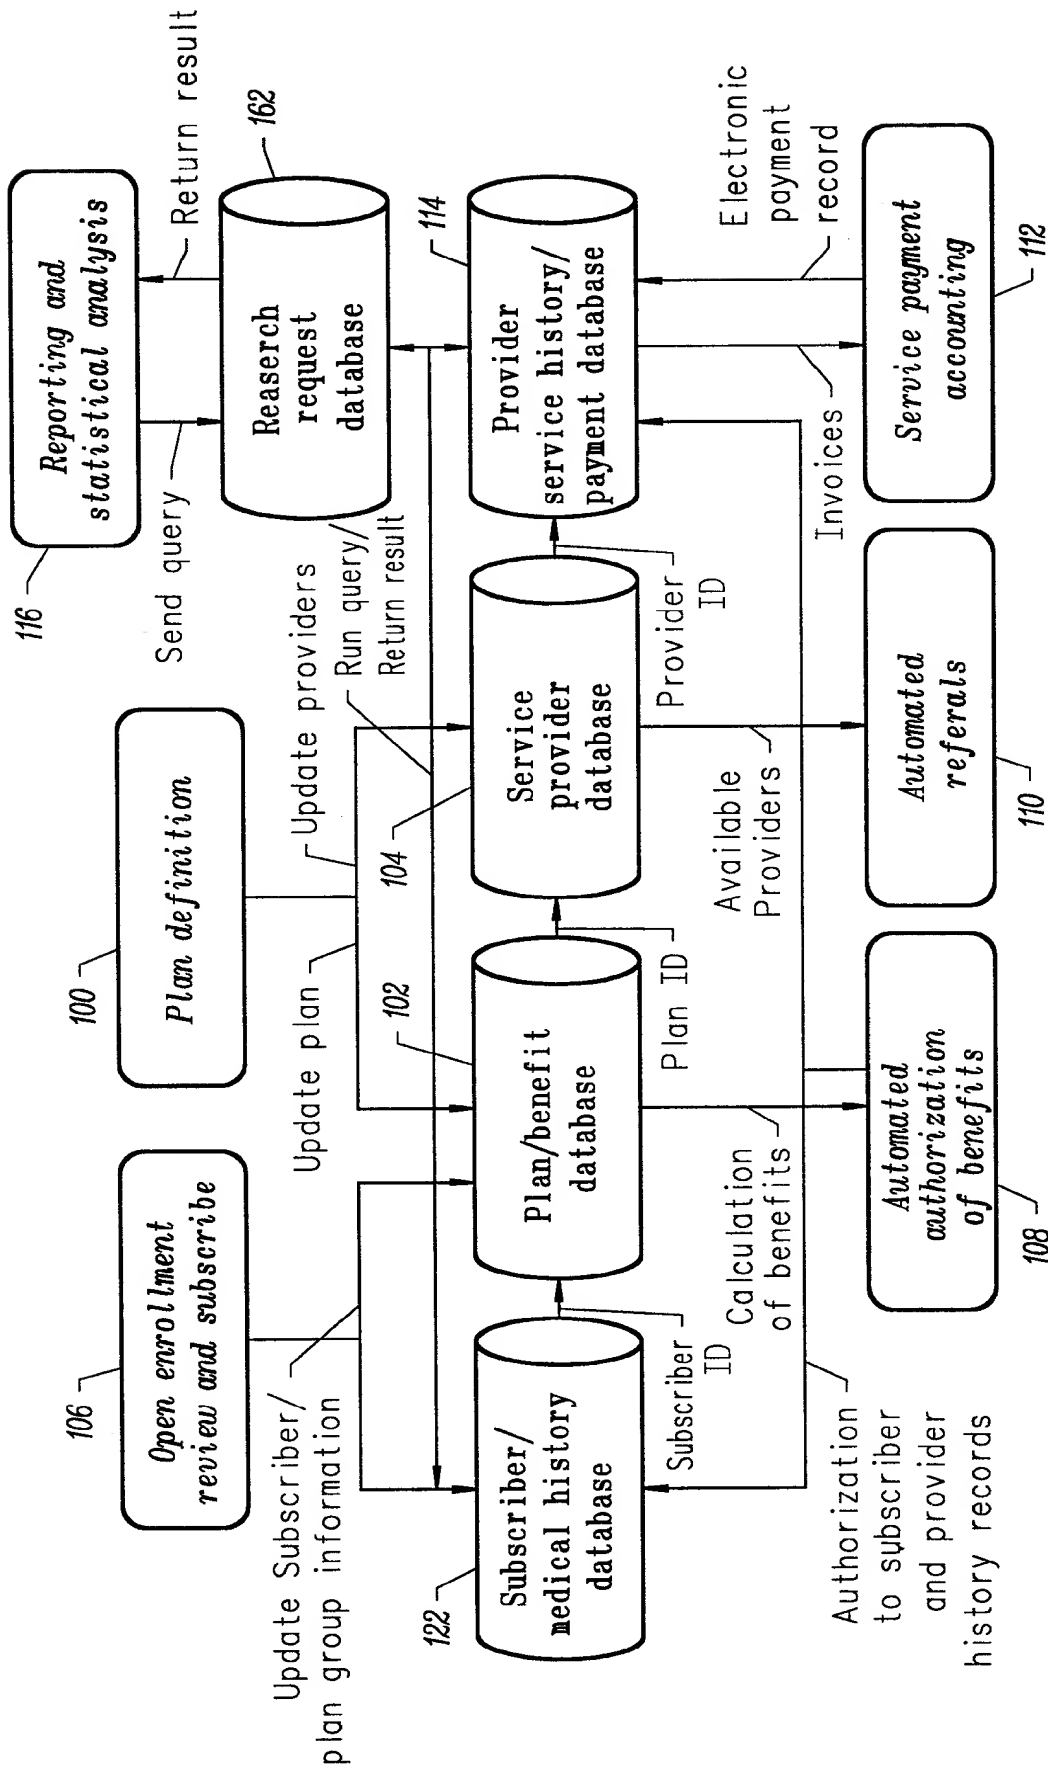 106
Open enrollment
review and subscribe
100
Plan definition
116
Reporting and
statistical analysis
Update Subscriber/
plan group information
Update plan
Update providers
Send query
Return result
162
Reaserch
request
database
102
104
Run query/
Return result
114
122
Subscriber/
medical history
database
Plan/benefit
database
Service
provider
database
Provider
service history/
payment database
Subscriber
ID
Plan ID
Provider
ID
Authorization
to subscriber
and provider
history records
Calculation
of benefits
Available
Providers
Invoices
Electronic
payment
record
Automated
authorization
of benefits
108
Automated
referals
110
Service payment
accounting
112